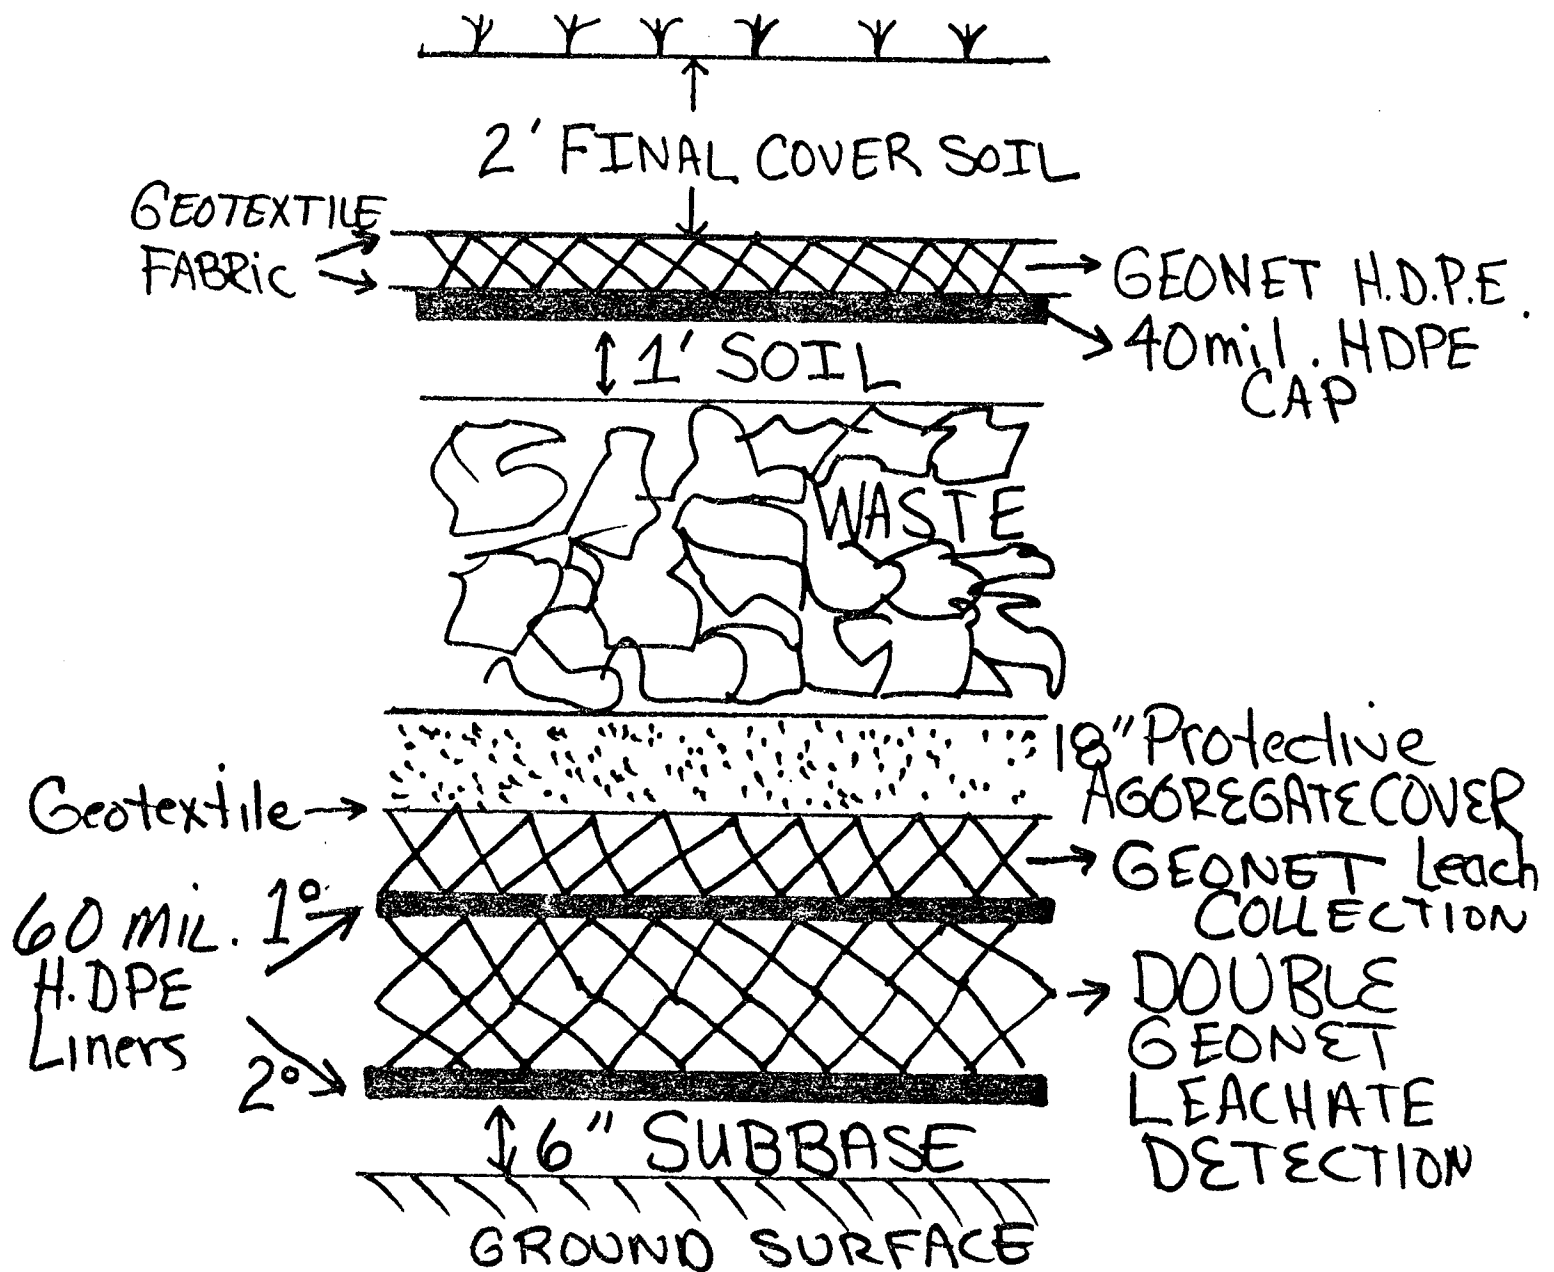 2' FINAL COVER SOIL
GEOTEXTILE
FABRIC
GEONET H.D.P.E.
40mil. HDPE
CAP
1' SOIL
WASTE
18" Protective
AGGREGATE COVER
Geotextile
GEONET Leach
COLLECTION
60 MIL. 1°
H.DPE
Liners
2°
DOUBLE
GEONET
LEACHATE
DETECTION
6" SUBBASE
GROUND SURFACE